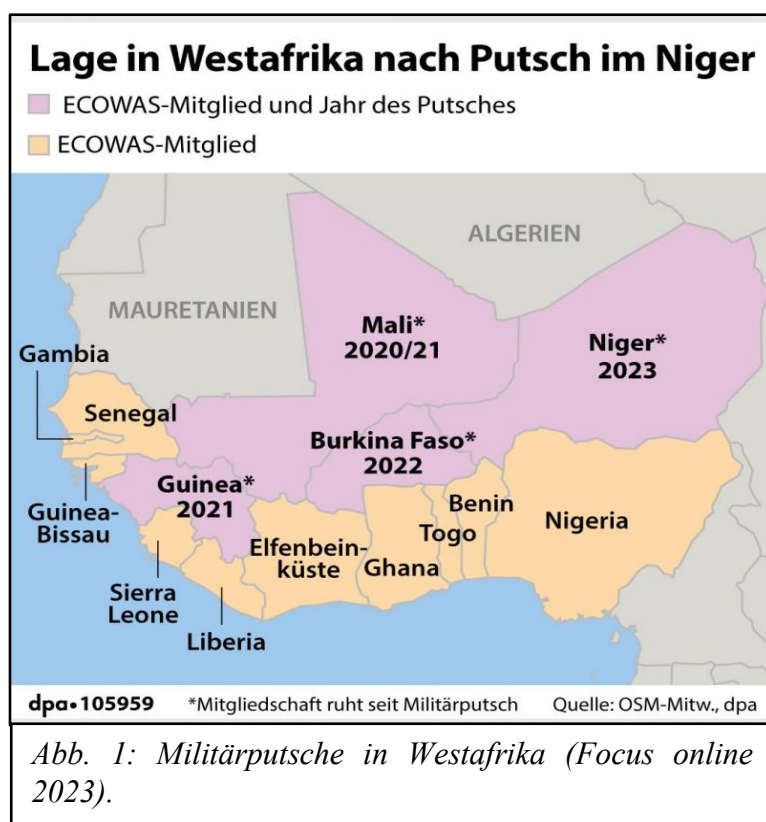 Lage in Westafrika nach Putsch im Niger
ECOWAS-Mitglied und Jahr des Putsches
ECOWAS-Mitglied
ALGERIEN
MAURETANIEN
Mali*
2020/21
Niger*
2023
Gambia
Senegal
Burkina Faso*
2022
Guinea*
2021
Guinea-
Bissau
Benin
Nigeria
Togo
Elfenbein-
küste
Ghana
Sierra
Leone
Liberia
dpa•105959 *Mitgliedschaft ruht seit Militärputsch Quelle: OSM-Mitw., dpa
Abb. 1: Militärputsche in Westafrika (Focus online
2023).